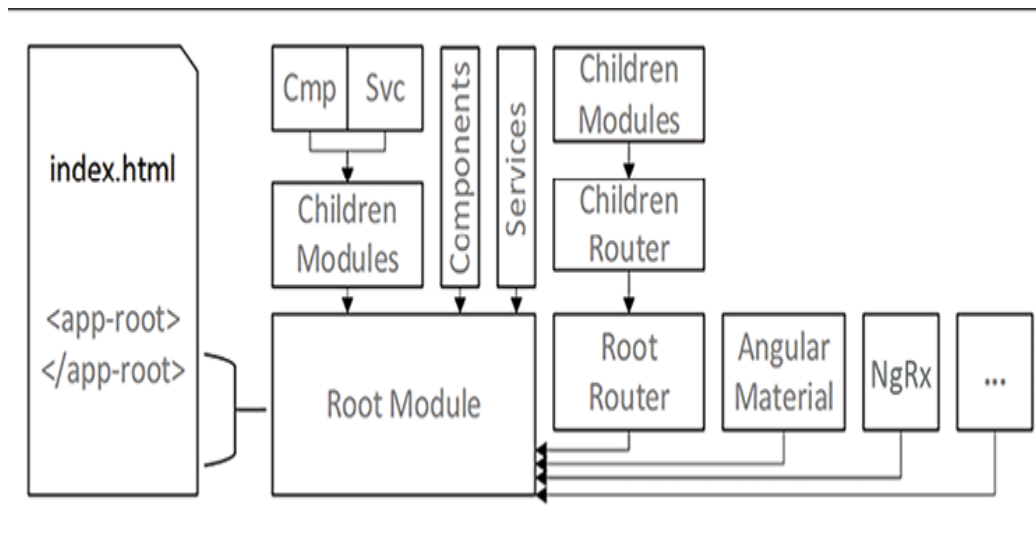 index.html
<app-root>
</app-root>
Cmp
Svc
Children
Modules
Components
Services
Children
Modules
Children
Router
Root Module
Root
Router
Angular
Material
NgRx
...